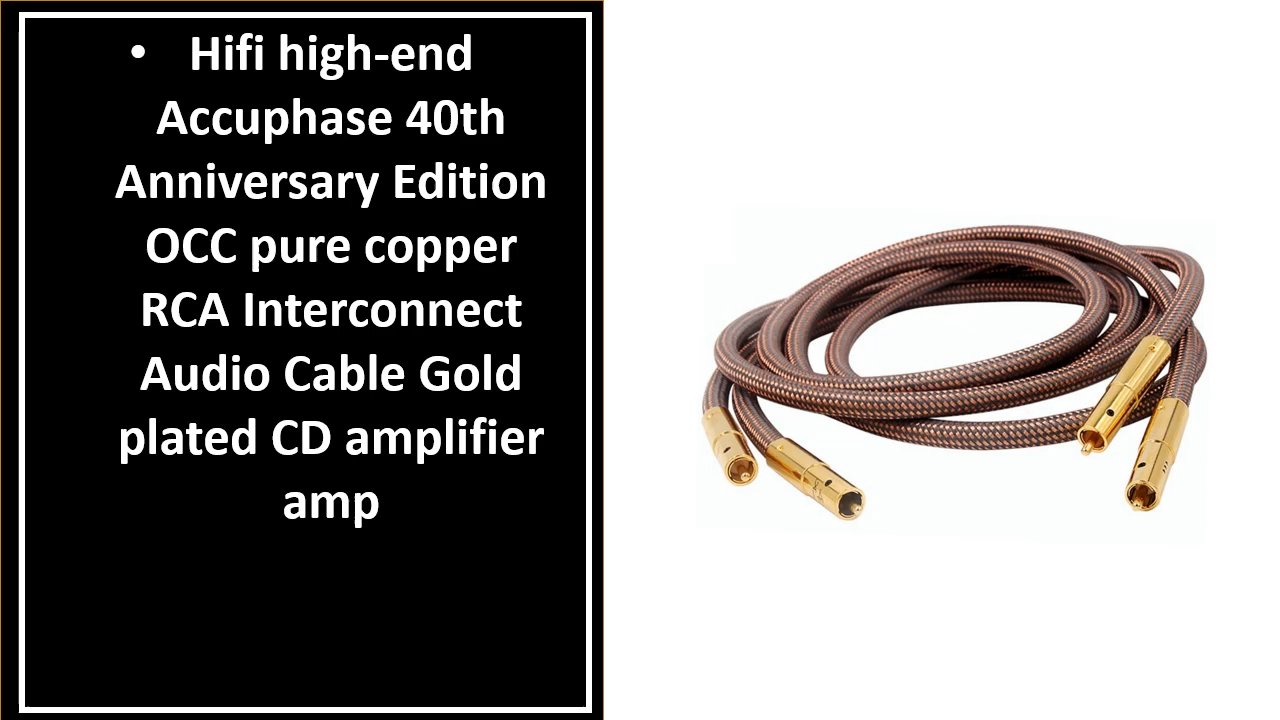 • Hifi high-end
Accuphase 40th
Anniversary Edition
OCC pure copper
RCA Interconnect
Audio Cable Gold
plated CD amplifier
amp